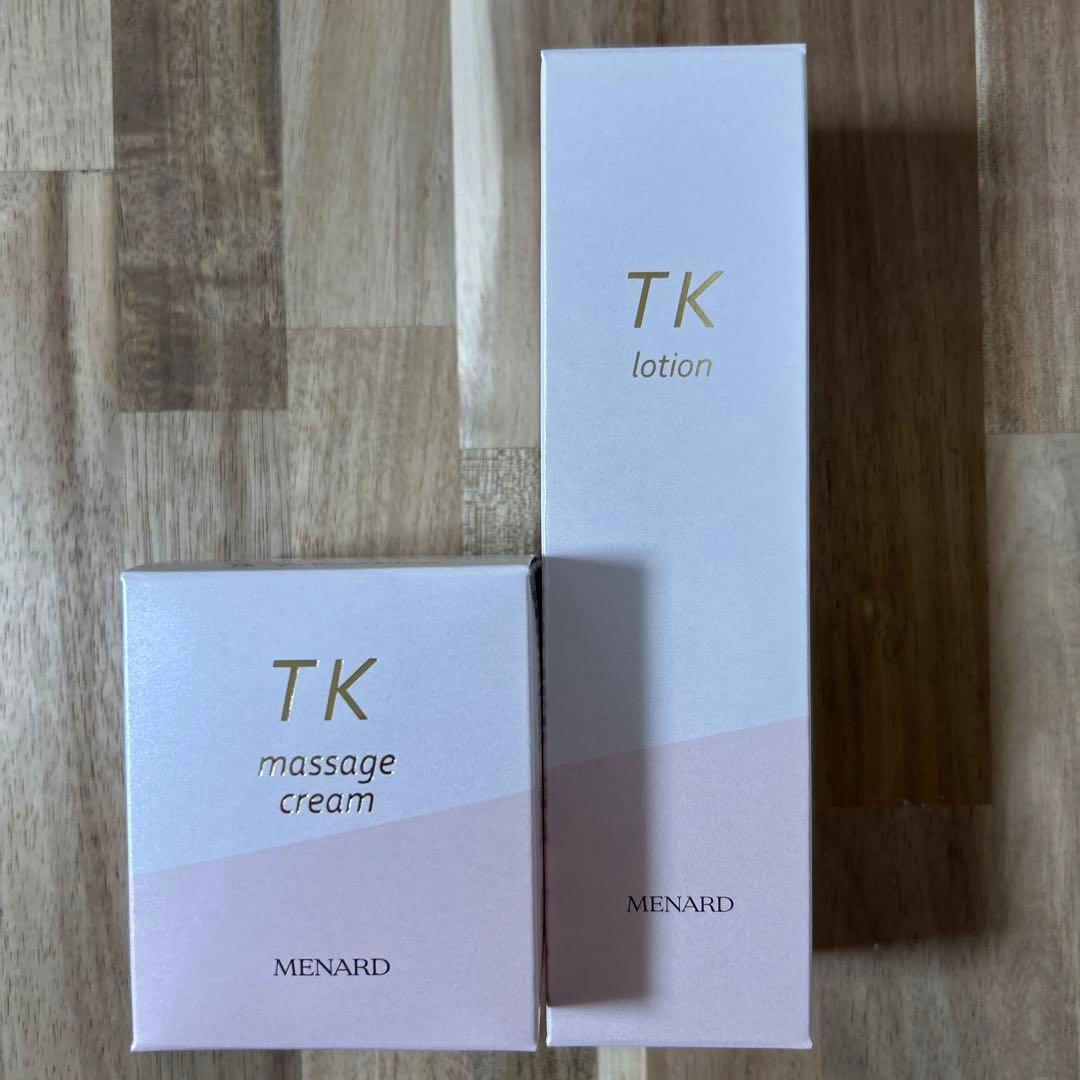 TK
lotion
MENARD
TK
massage
cream
MENARD